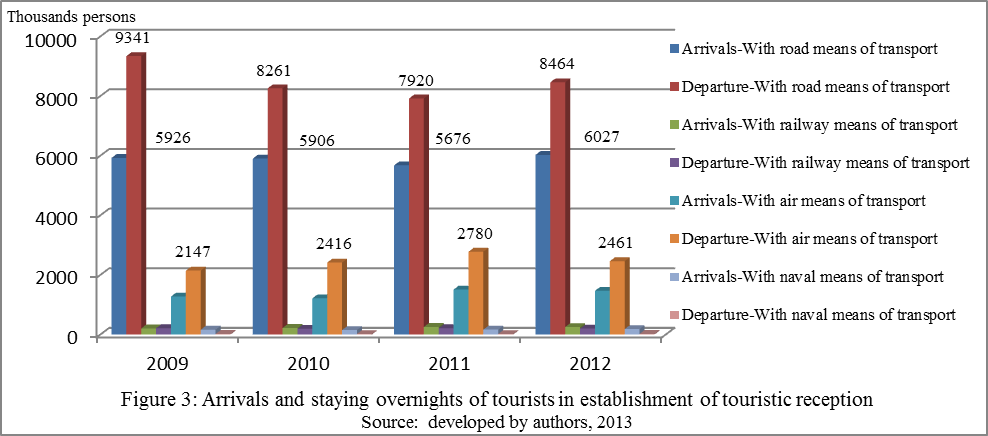 Thousands persons
10000
8000
6000
4000
2000
0
9341
5926
2147
8261
5906
2416
7920
5676
2780
8464
6027
2461
2009
2010
2011
2012
Arrivals-With road means of transport
Departure-With road means of transport
Arrivals-With railway means of transport
Departure-With railway means of transport
Arrivals-With air means of transport
Departure-With air means of transport
Arrivals-With naval means of transport
Departure-With naval means of transport
Figure 3: Arrivals and staying overnights of tourists in establishment of touristic reception
Source: developed by authors, 2013